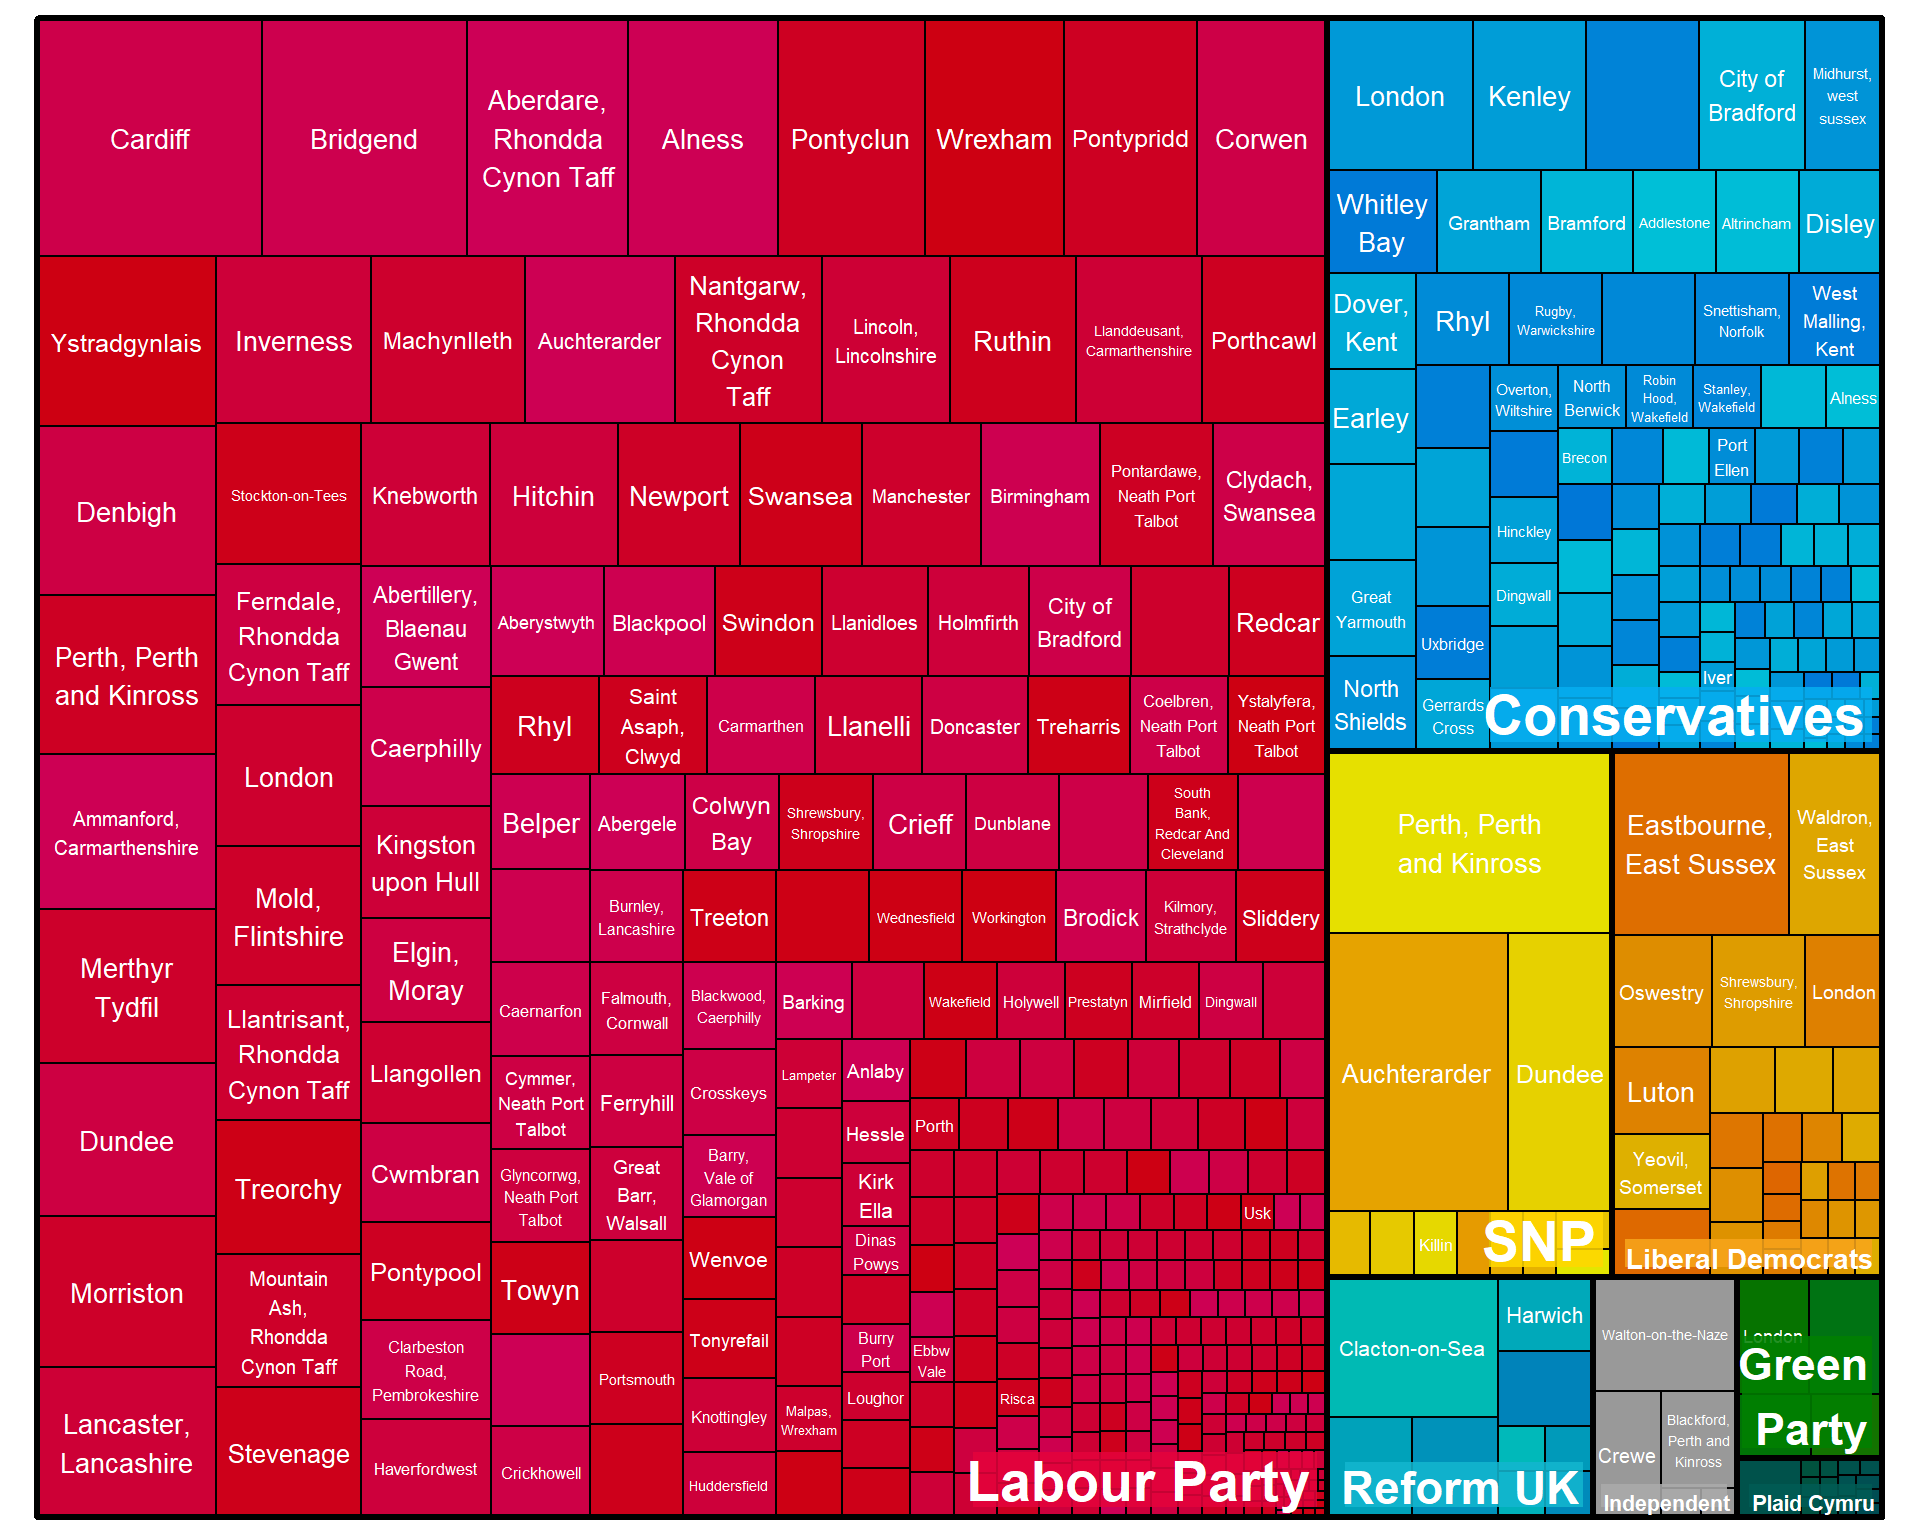 Cardiff
Bridgend
Aberdare,
Rhondda
Cynon Taff
Alness
Pontyclun
Wrexham
Pontypridd
Corwen
Ystradgynlais
Inverness
Machynlleth
Auchterarder
Nantgarw,
Rhondda
Cynon
Taff
Lincoln,
Lincolnshire
Ruthin
Llanddeusant,
Carmarthenshire
Porthcawl
Denbigh
Stockton-on-Tees
Knebworth
Hitchin
Newport
Swansea
Manchester
Birmingham
Pontardawe,
Neath Port
Talbot
Clydach,
Swansea
Perth, Perth
and Kinross
Ferndale,
Rhondda
Cynon Taff
Abertillery,
Blaenau
Gwent
Aberystwyth
Blackpool
Swindon
Llanidloes
Holmfirth
City of
Bradford
Redcar
London
Caerphilly
Rhyl
Saint
Asaph,
Clwyd
Carmarthen
Llanelli
Doncaster
Treharris
Coelbren,
Neath Port
Talbot
Ystalyfera,
Neath Port
Talbot
Ammanford,
Carmarthenshire
Kingston
upon Hull
Belper
Abergele
Colwyn
Bay
Shrewsbury,
Shropshire
Crieff
Dunblane
South
Bank,
Redcar And
Cleveland
Mold,
Flintshire
Elgin,
Moray
Burnley,
Lancashire
Treeton
Wednesfield
Workington
Brodick
Kilmory,
Strathclyde
Sliddery
Merthyr
Tydfil
Llantrisant,
Rhondda
Cynon Taff
Llangollen
Caernarfon
Falmouth,
Cornwall
Blackwood,
Caerphilly
Barking
Wakefield
Holywell
Prestatyn
Mirfield
Dingwall
Dundee
Treorchy
Cwmbran
Cymmer,
Neath Port
Talbot
Ferryhill
Crosskeys
Lampeter
Anlaby
Hessle
Porth
Glyncorrwg,
Neath Port
Talbot
Great
Barr,
Walsall
Barry,
Vale of
Glamorgan
Kirk
Ella
Usk
Morriston
Mountain
Ash,
Rhondda
Cynon Taff
Pontypool
Towyn
Wenvoe
Dinas
Powys
Clarbeston
Road,
Pembrokeshire
Tonyrefail
Burry
Port
Ebbw
Vale
Lancaster,
Lancashire
Stevenage
Haverfordwest
Crickhowell
Portsmouth
Knottingley
Huddersfield
Malpas,
Wrexham
Loughor
Risca
Labour Party
London
Kenley
City of
Bradford
Midhurst,
west
sussex
Whitley
Bay
Grantham
Bramford
Addlestone
Altrincham
Disley
Dover,
Kent
Rhyl
Rugby,
Warwickshire
Snettisham,
Norfolk
West
Malling,
Kent
Earley
Overton,
Wiltshire
North
Berwick
Robin
Hood,
Wakefield
Stanley,
Wakefield
Alness
Brecon
Port
Ellen
Hinckley
Great
Yarmouth
Dingwall
Uxbridge
North
Shields
Gerrards
Cross
Iver
Conservatives
Perth, Perth
and Kinross
Auchterarder
Dundee
Killin
SNP
Eastbourne,
East Sussex
Waldron,
East
Sussex
Oswestry
Shrewsbury,
Shropshire
London
Luton
Yeovil,
Somerset
Liberal Democrats
Clacton-on-Sea
Harwich
Reform UK
Walton-on-the-Naze
Crewe
Blackford,
Perth and
Kinross
Independent
London
Green
Party
Plaid Cymru